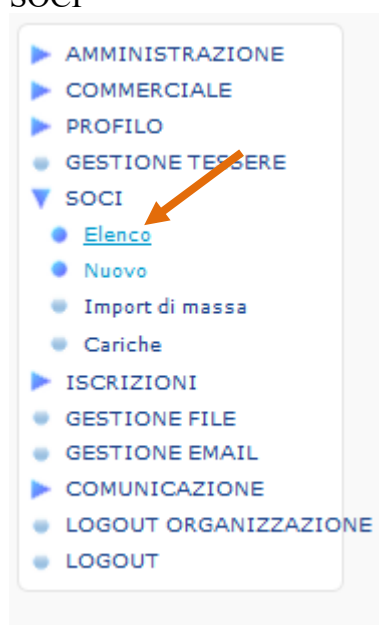 SOCI
AMMINISTRAZIONE
COMMERCIALE
PROFILO
GESTIONE TESSERE
SOCI
Elenco
Nuovo
Import di massa
Cariche
ISCRIZIONI
GESTIONE FILE
GESTIONE EMAIL
COMUNICAZIONE
LOGOUT ORGANIZZAZIONE
LOGOUT